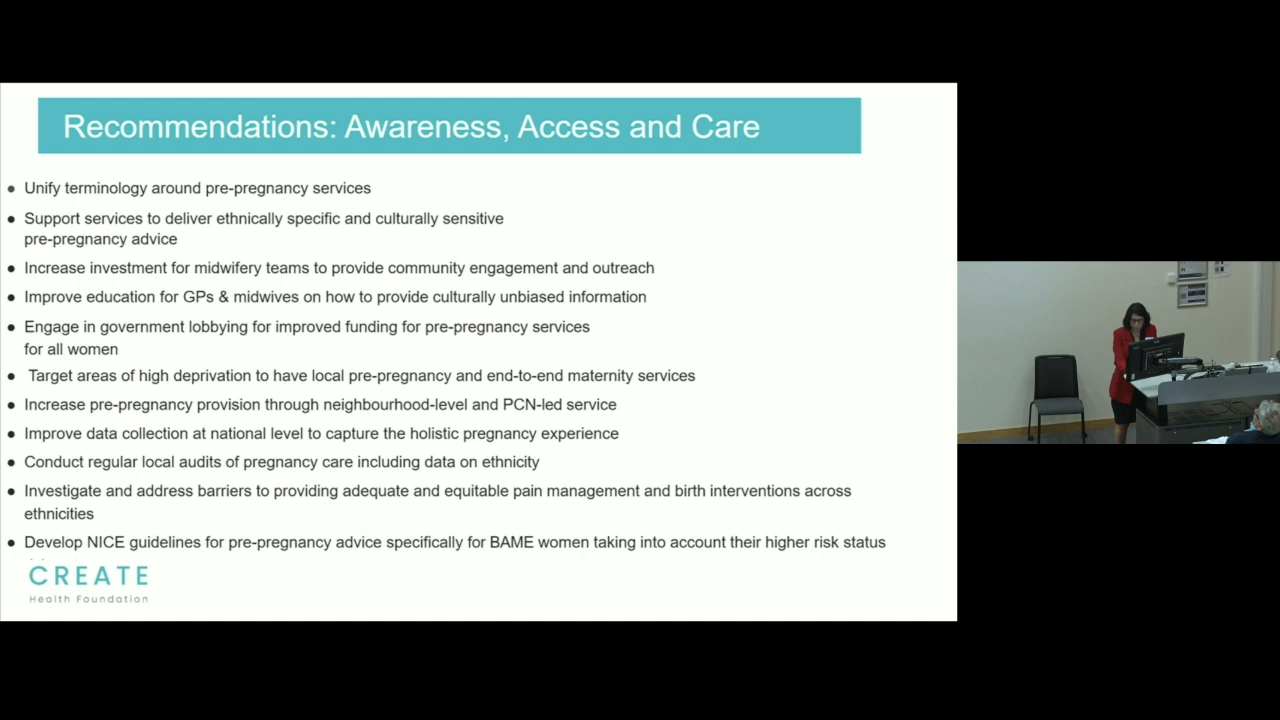 Recommendations: Awareness, Access and Care
● Unify terminology around pre-pregnancy services
● Support services to deliver ethnically specific and culturally sensitive
pre-pregnancy advice
● Increase investment for midwifery teams to provide community engagement and outreach
● Improve education for GPs & midwives on how to provide culturally unbiased information
● Engage in government lobbying for improved funding for pre-pregnancy services
for all women
● Target areas of high deprivation to have local pre-pregnancy and end-to-end maternity services
● Increase pre-pregnancy provision through neighbourhood-level and PCN-led service
● Improve data collection at national level to capture the holistic pregnancy experience
● Conduct regular local audits of pregnancy care including data on ethnicity
● Investigate and address barriers to providing adequate and equitable pain management and birth interventions across
ethnicities
● Develop NICE guidelines for pre-pregnancy advice specifically for BAME women taking into account their higher risk status
CREATE
Health Foundation